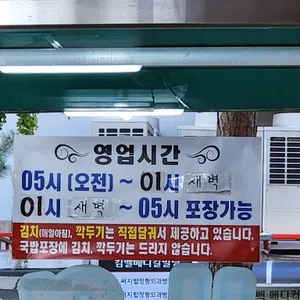 영업시간
05시 (오전) ~ 01시 새벽
01시 새벽 ~ 05시 포장가능
김치(매일아침), 깍두기는 직접담궈서 제공하고 있습니다.
국밥포장에 김치, 깍두기는 드리지 않습니다.